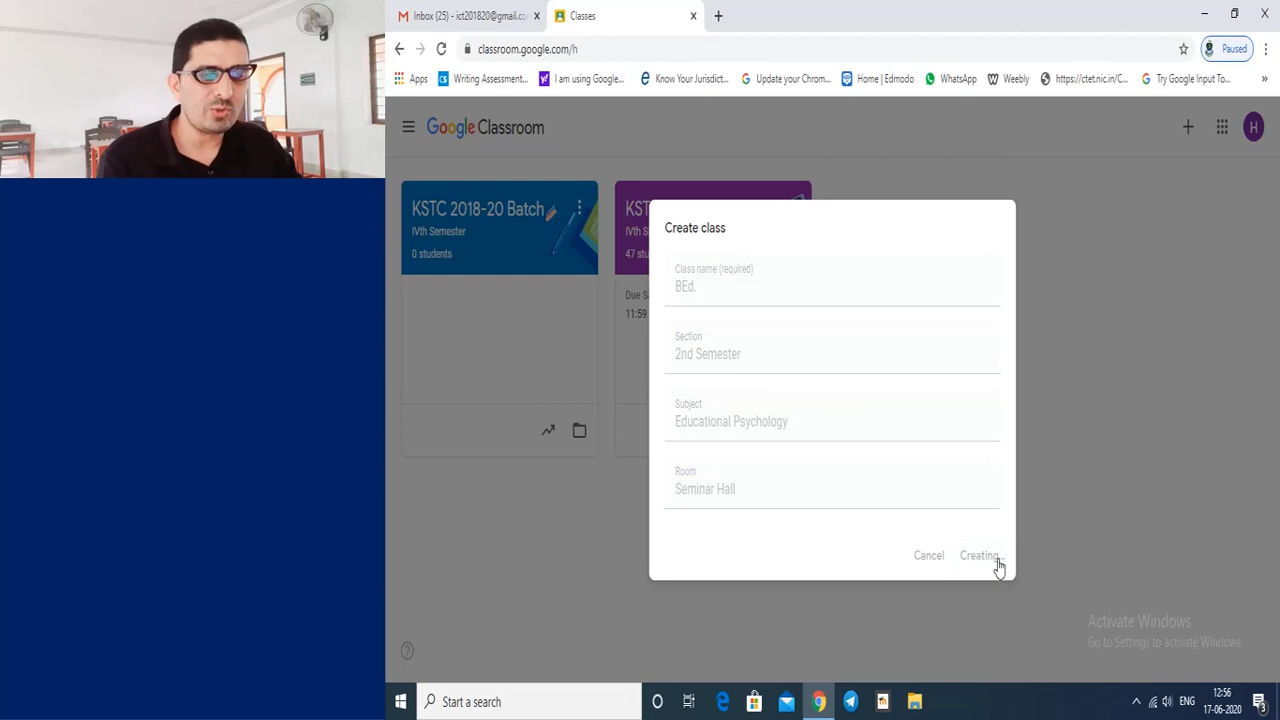 Inbox (25) - ict201820@gmail.co
Classes
classroom.google.com/h
Paused
Apps
Writing Assessment...
I am using Google...
Know Your Jurisdict...
Update your Chrom...
Home | Edmodo
WhatsApp
Weebly
https://cetkr.in/C...
Try Google Input To...
Google Classroom
H
KSTC 2018-20 Batch
IVth Semester
0 students
KST
IVth S
47 stu
Due Sa
11:59
Create class
Class name (required)
BEd.
Section
2nd Semester
Subject
Educational Psychology
Room
Seminar Hall
Cancel
Creating...
Activate Windows
Go to Settings to activate Windows.
Start a search
ENG
12:56
17-06-2020
3